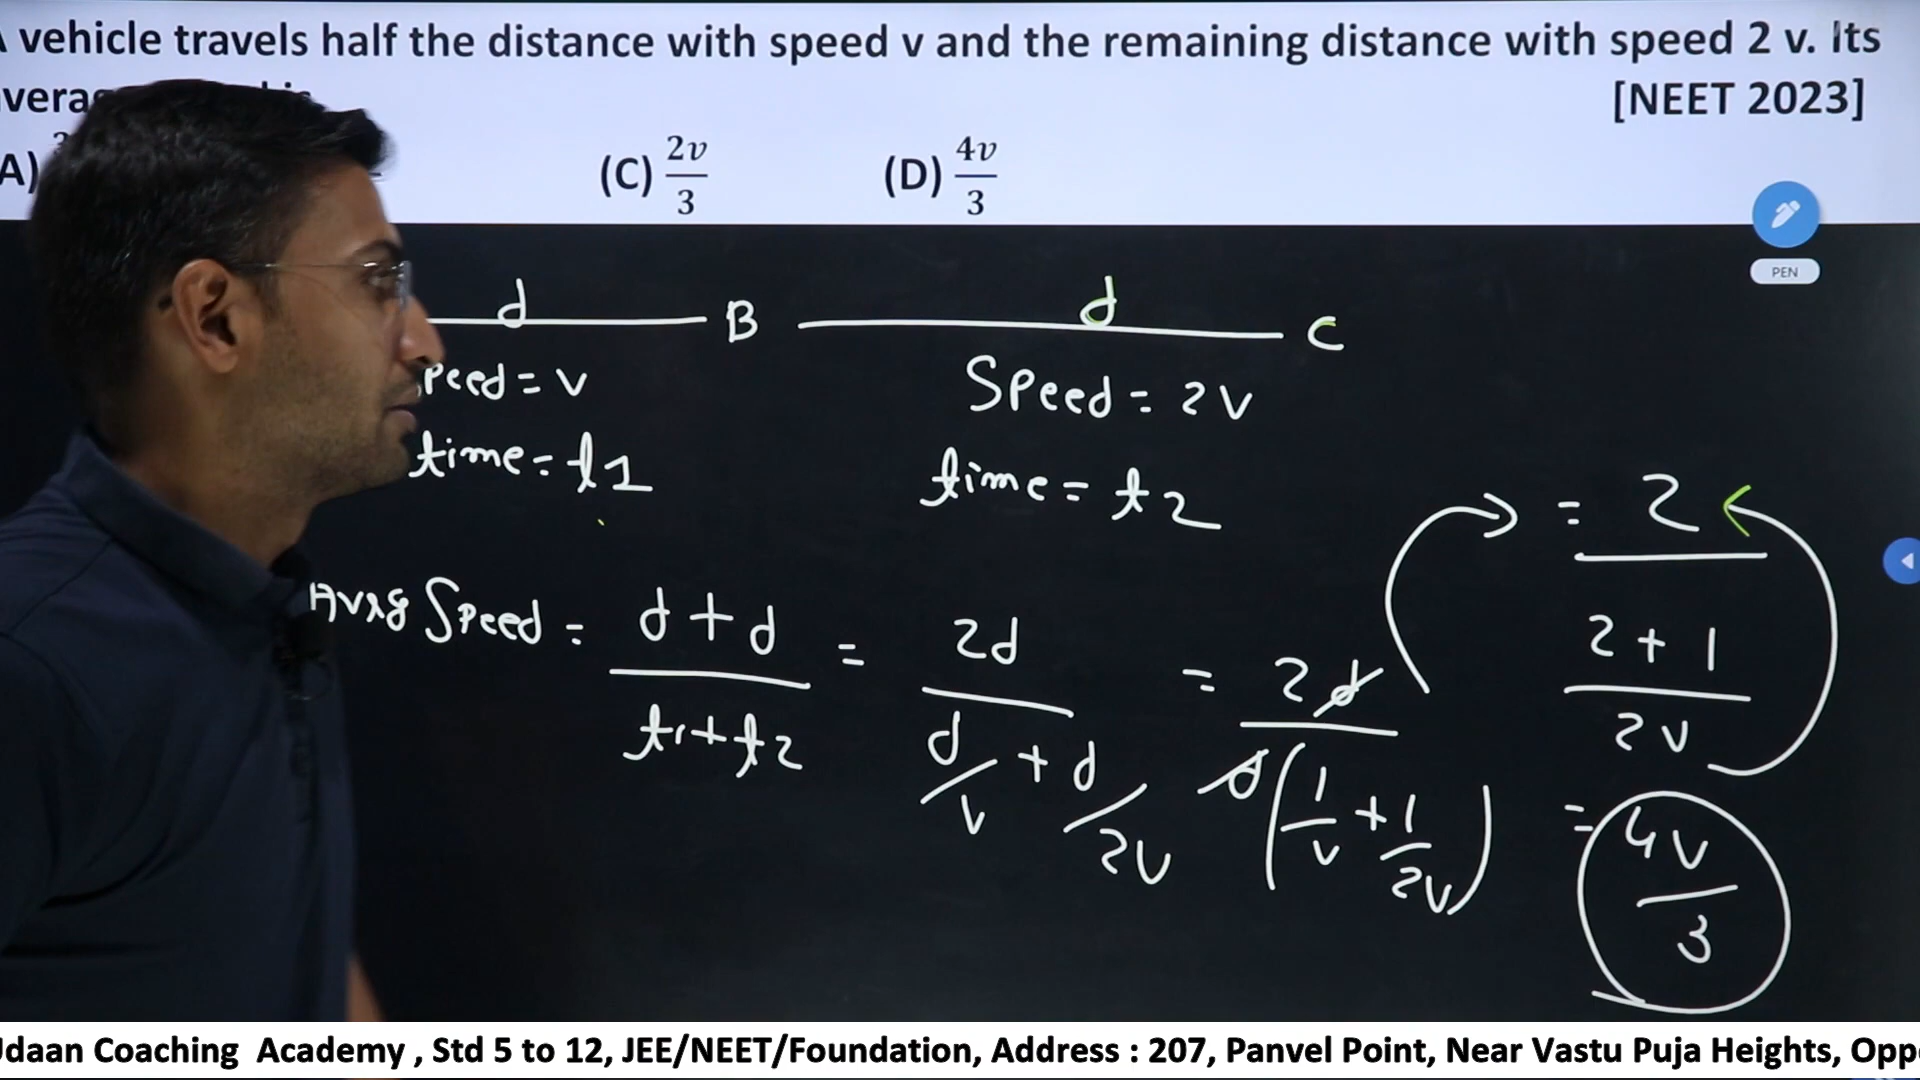 vehicle travels half the distance with speed v and the remaining distance with speed 2 v. Its
[NEET 2023]
A) (C) 2v/3 (D) 4v/3
PEN
d B d C
peed = v Speed = 2v
time = t1 time = t2
Avrg Speed = d + d / t1 + t2 = 2d / d/v + d/2v = 2d / d(1/v + 1/2v)
= 2 / 2 + 1 / 2v
= 4v/3
daan Coaching Academy , Std 5 to 12, JEE/NEET/Foundation, Address : 207, Panvel Point, Near Vastu Puja Heights,